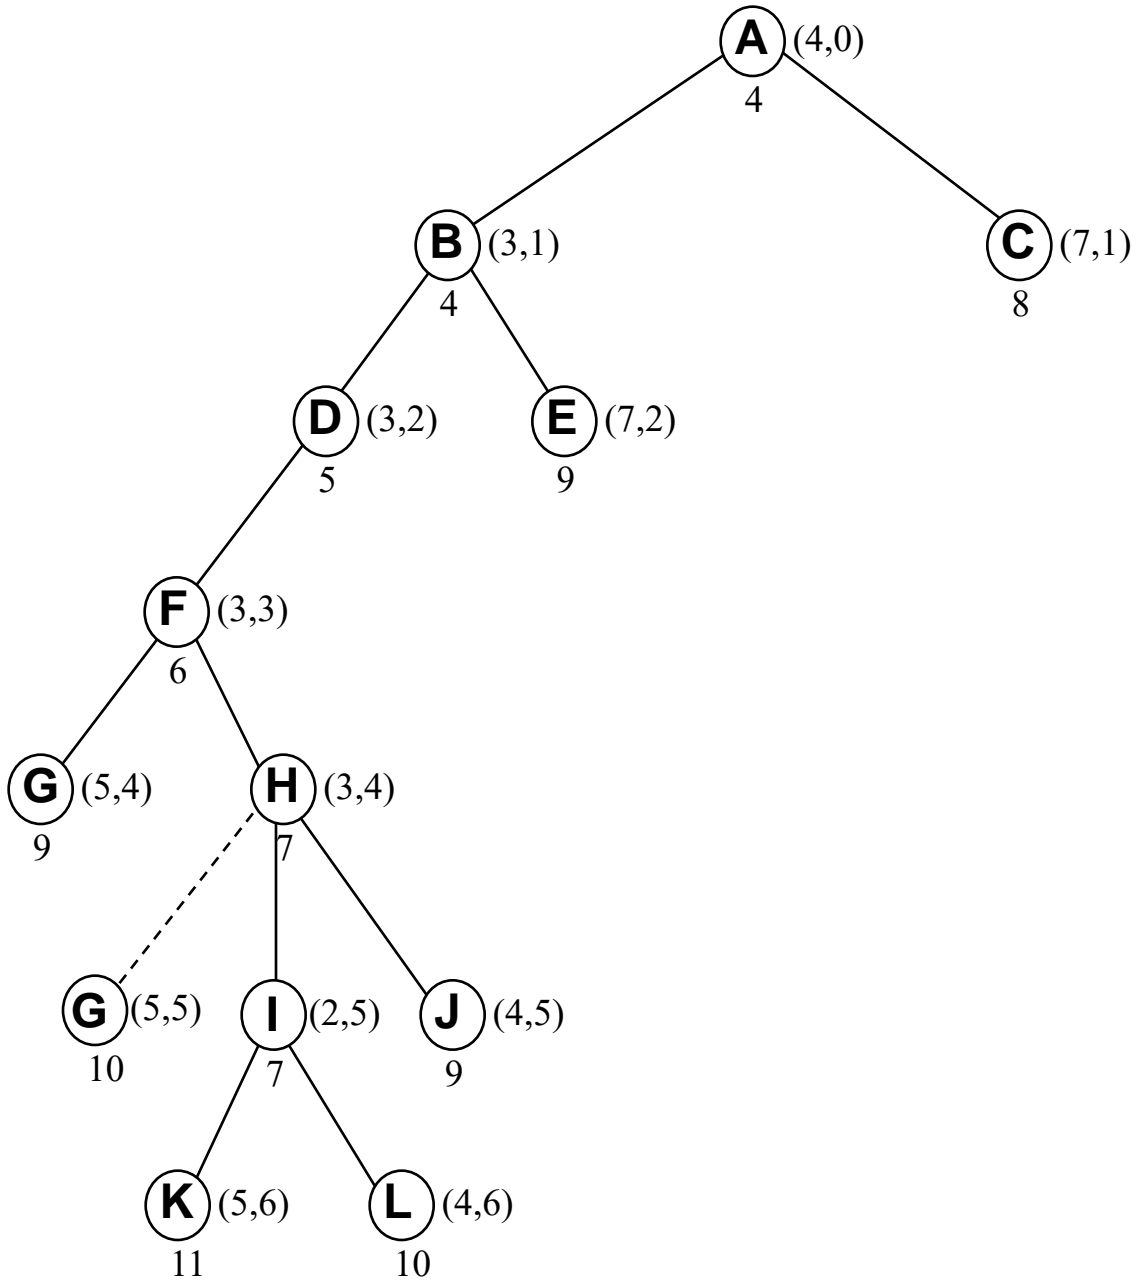 A (4,0)
4
B (3,1)
C (7,1)
4
8
D (3,2)
E (7,2)
5
9
F (3,3)
6
G (5,4)
H (3,4)
9
7
G (5,5)
I (2,5)
J (4,5)
10
7
9
K (5,6)
L (4,6)
11
10